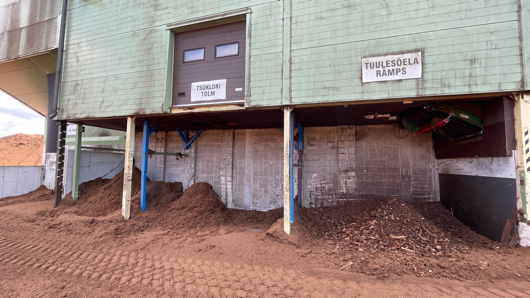 TSÜKLONI
TOLM
TUULESÕELA
RÄMPS